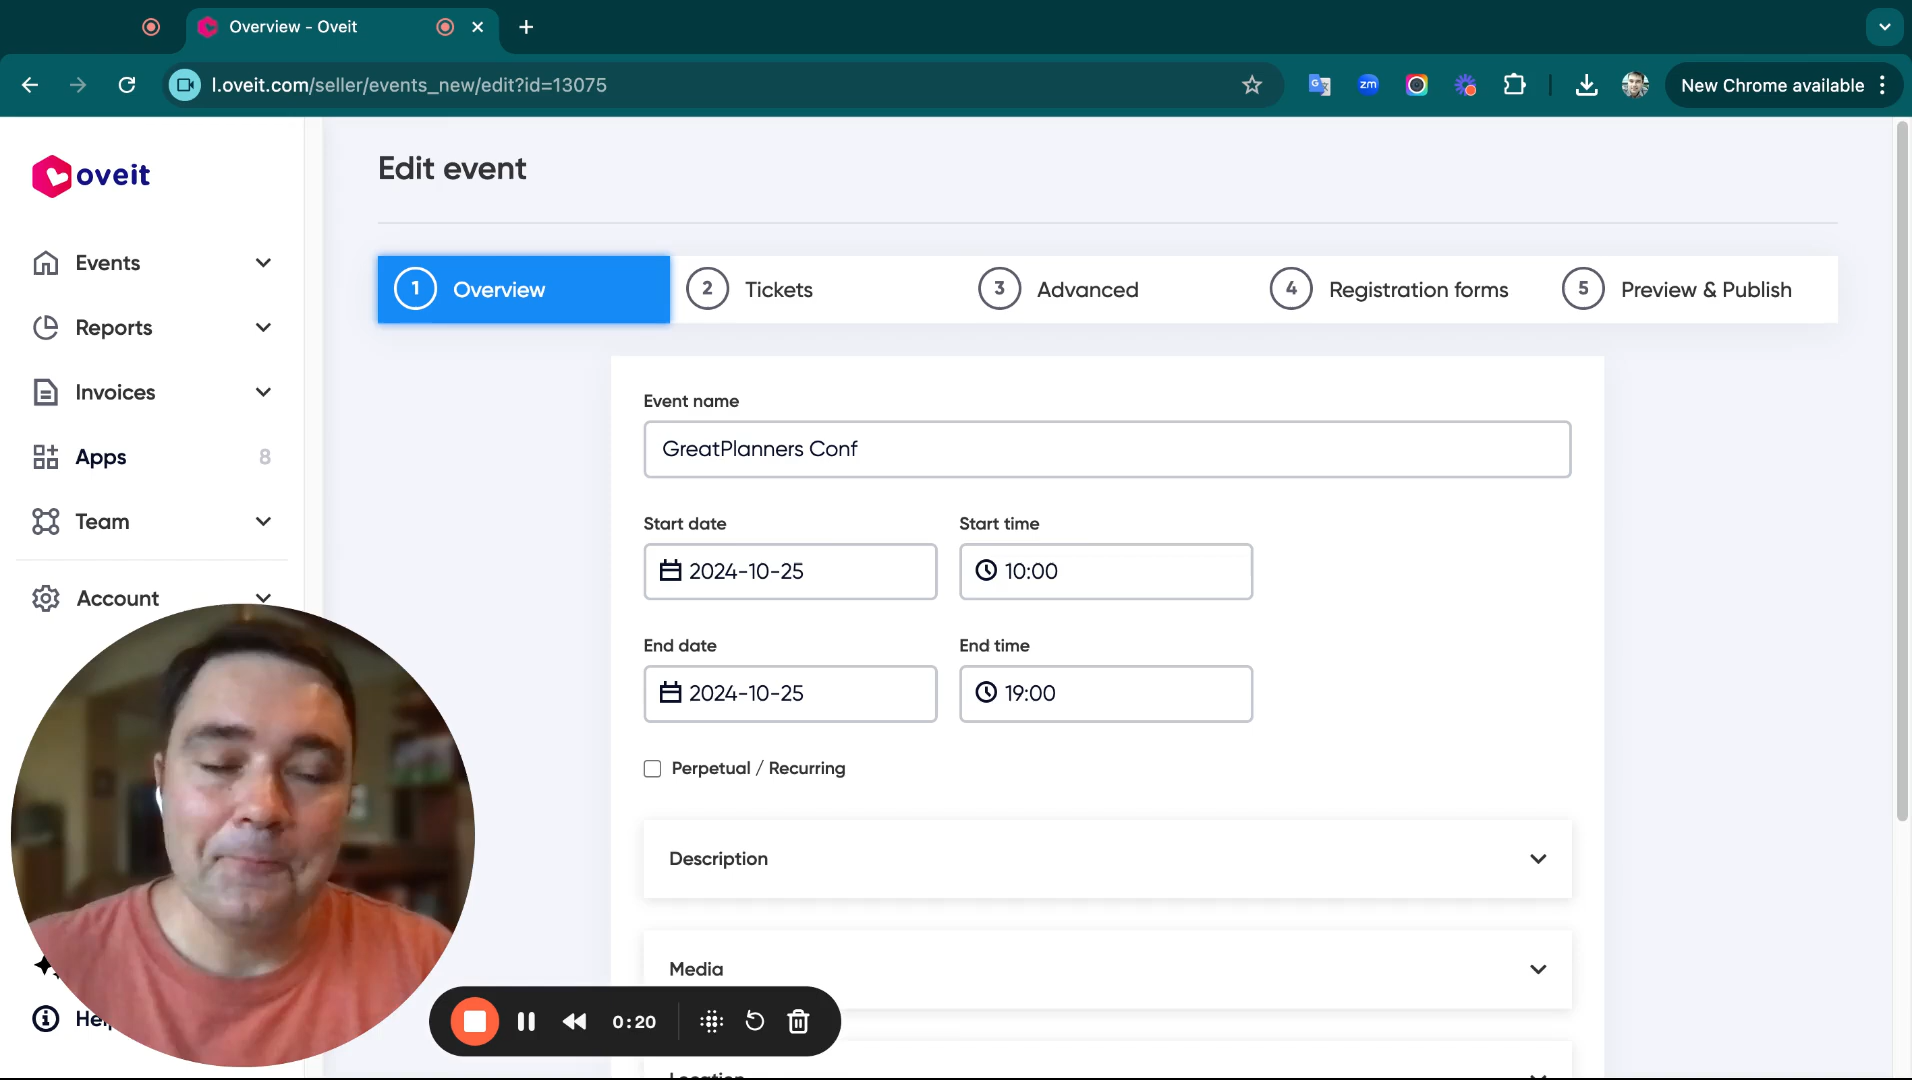 Overview - Oveit
l.oveit.com/seller/events_new/edit?id=13075
zm
New Chrome available
oveit
Edit event
Events
Reports
Invoices
Apps 8
Team
Account
1 Overview
2 Tickets
3 Advanced
4 Registration forms
5 Preview & Publish
Event name
GreatPlanners Conf
Start date Start time
2024-10-25 10:00
End date End time
2024-10-25 19:00
Perpetual / Recurring
Description
Media
0:20